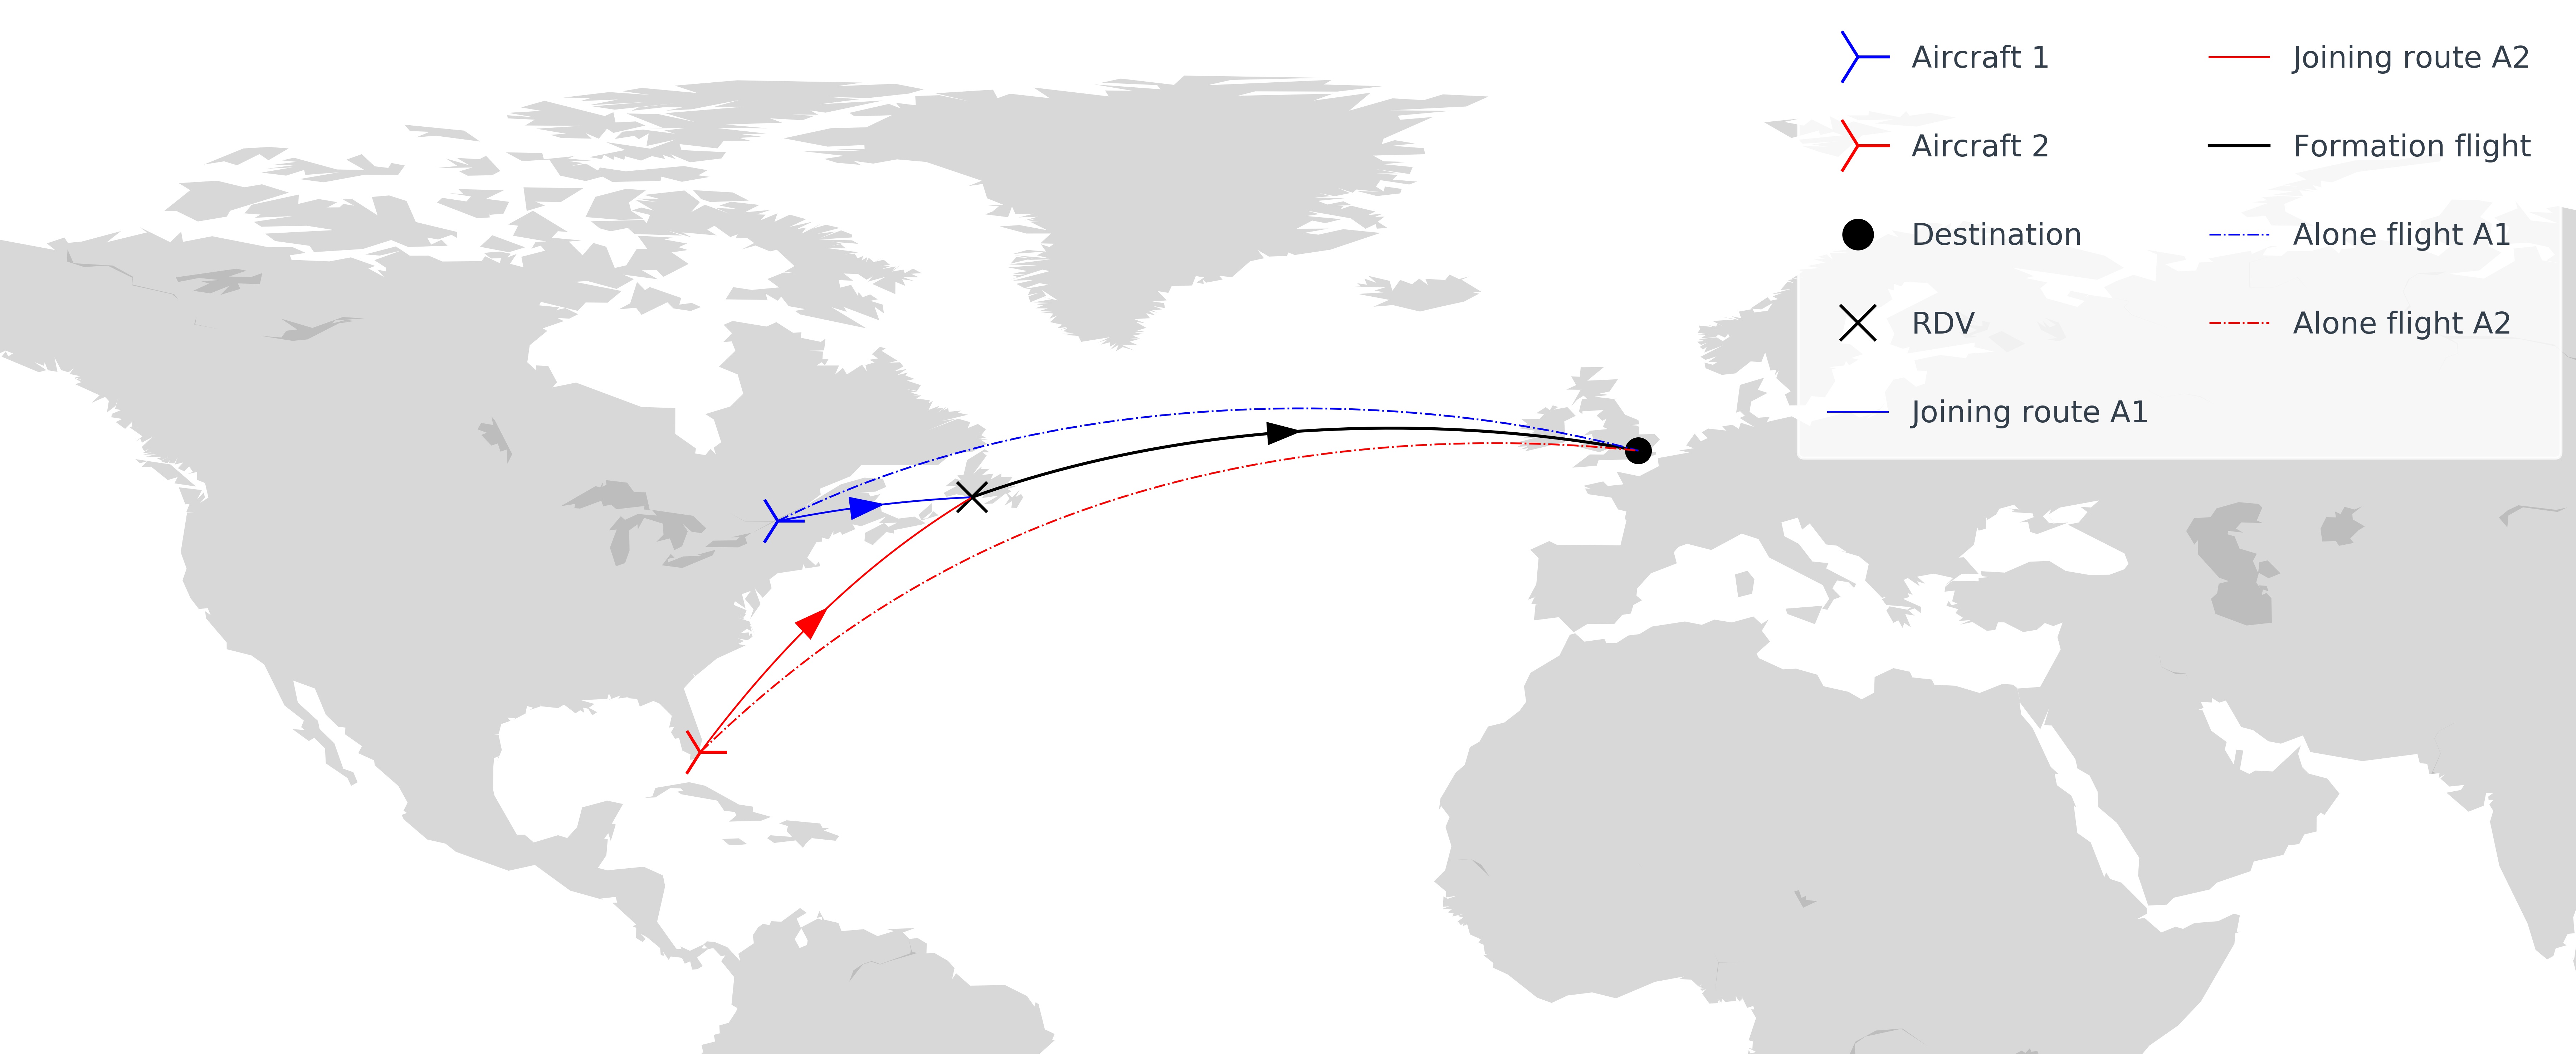 Aircraft 1
Aircraft 2
Destination
RDV
Joining route A1
Joining route A2
Formation flight
Alone flight A1
Alone flight A2